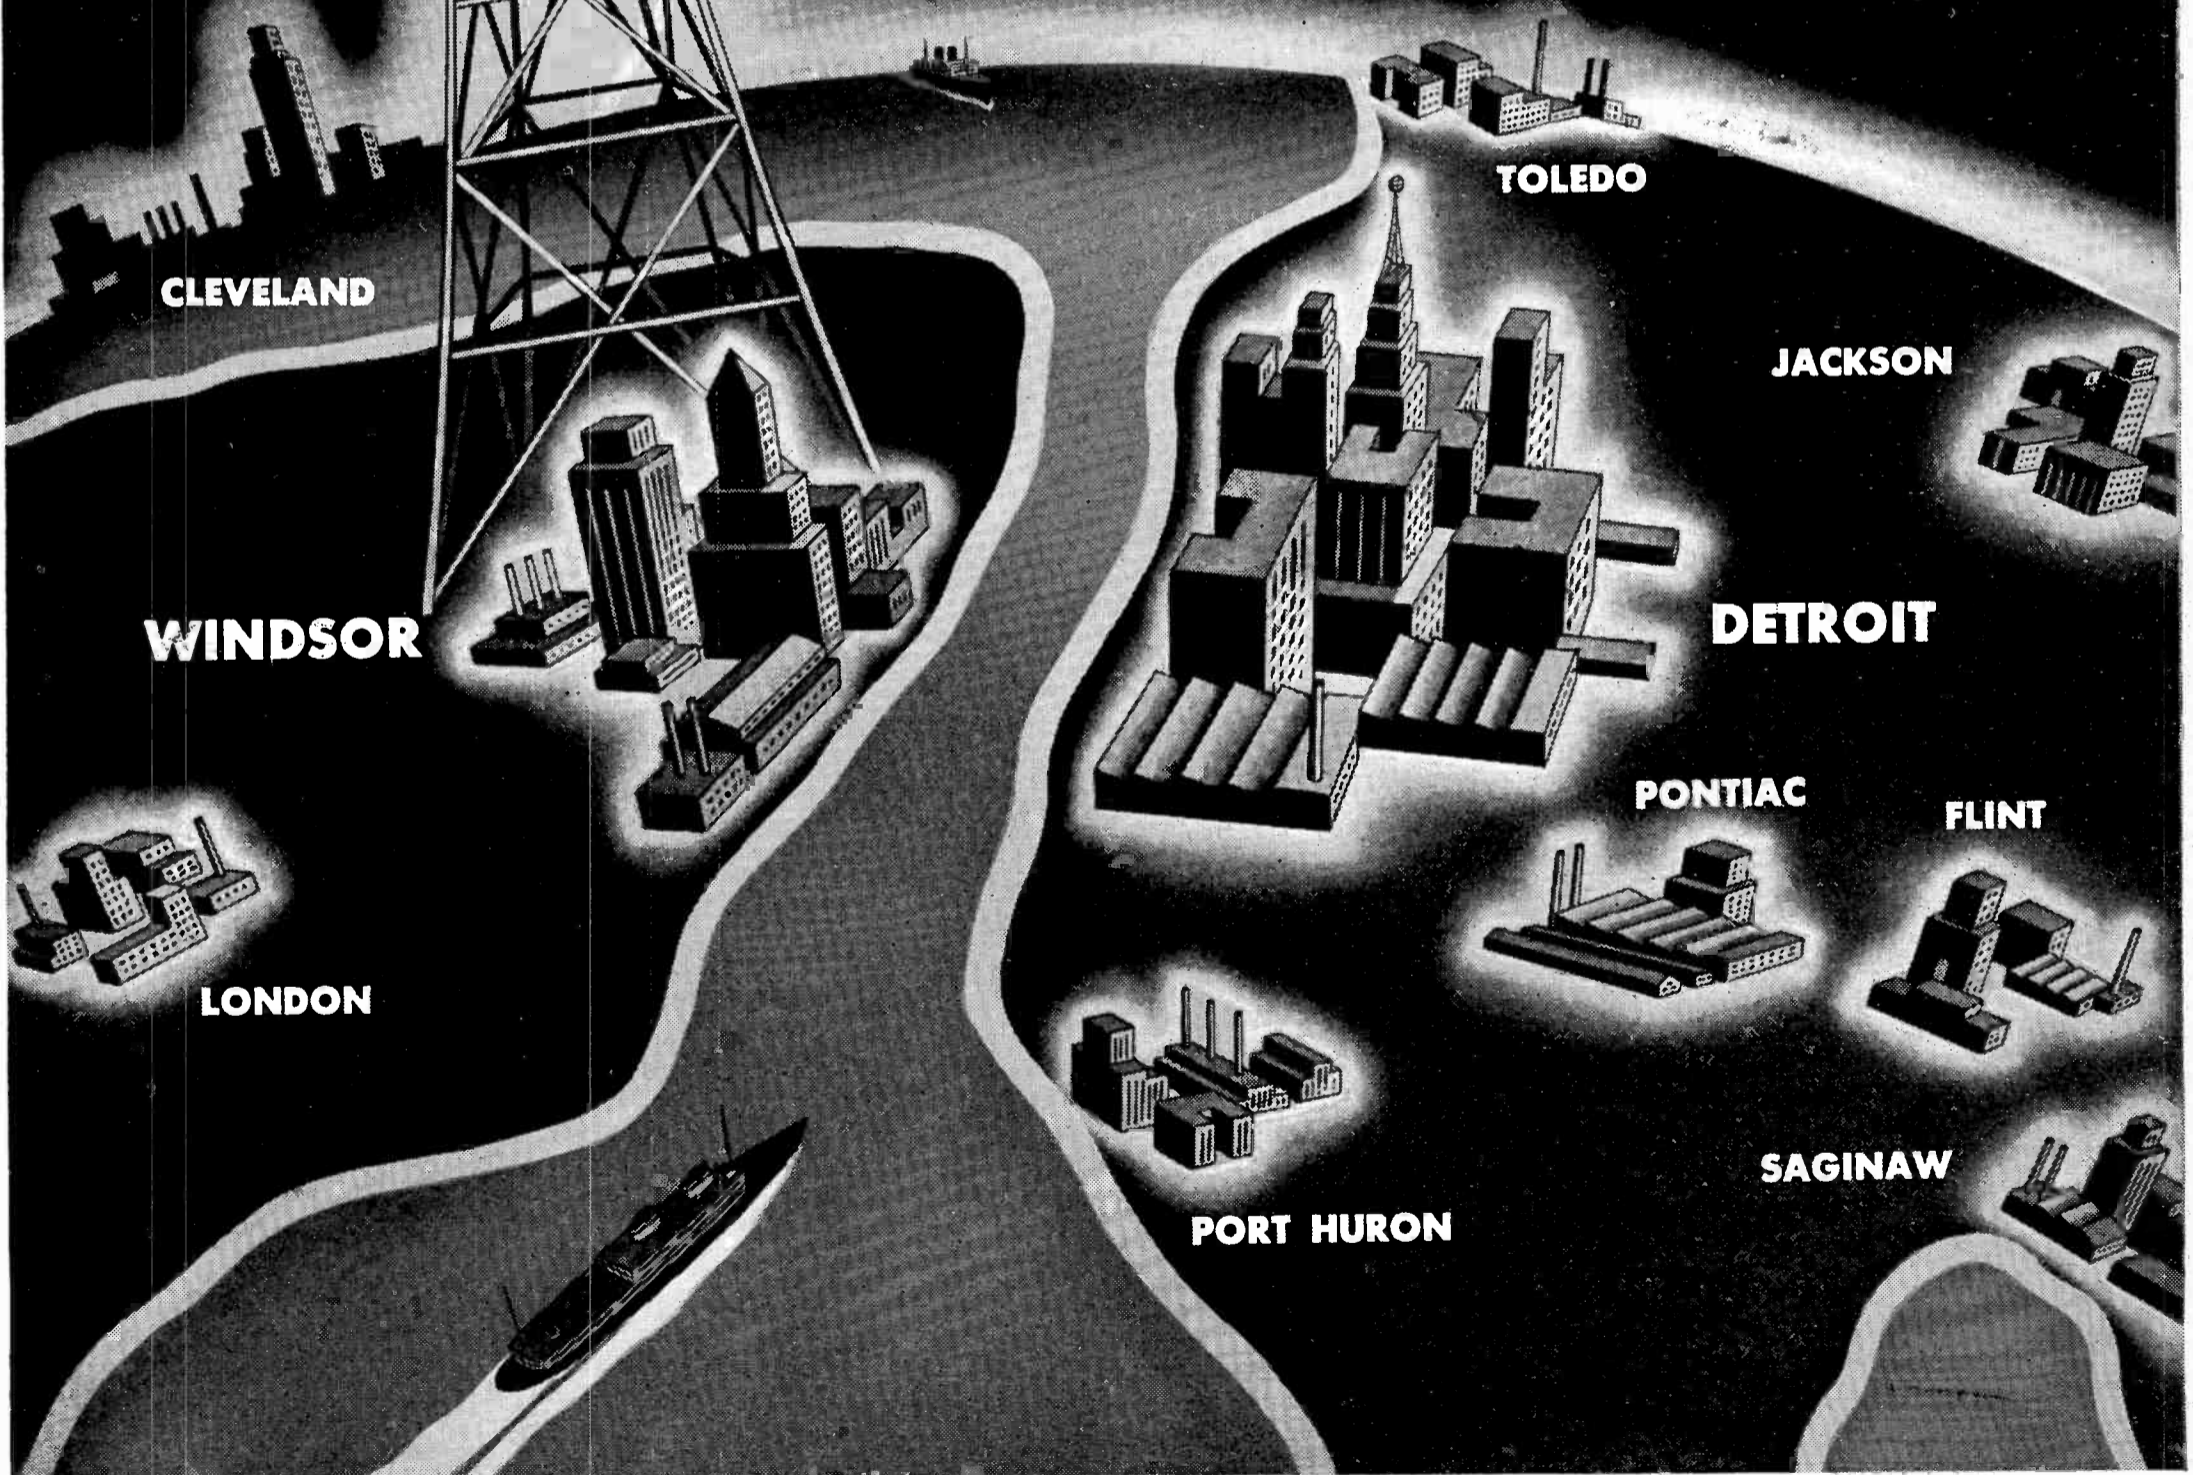 TOLEDO
CLEVELAND
JACKSON
WINDSOR
DETROIT
PONTIAC
FLINT
LONDON
SAGINAW
PORT HURON